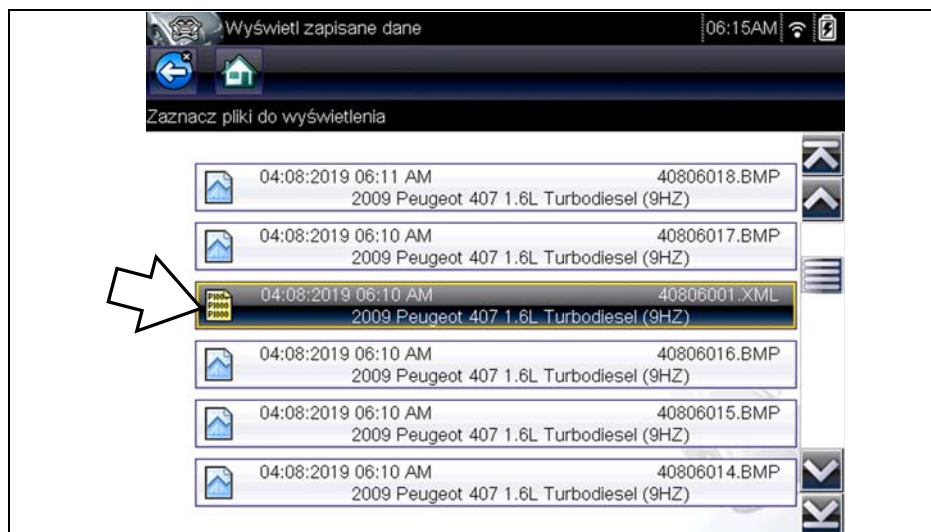 Wyświetl zapisane dane 06:15AM
Zaznacz pliki do wyświetlenia
04:08:2019 06:11 AM 40806018.BMP
2009 Peugeot 407 1.6L Turbodiesel (9HZ)
04:08:2019 06:10 AM 40806017.BMP
2009 Peugeot 407 1.6L Turbodiesel (9HZ)
P100
P1000
P1000
04:08:2019 06:10 AM 40806001.XML
2009 Peugeot 407 1.6L Turbodiesel (9HZ)
04:08:2019 06:10 AM 40806016.BMP
2009 Peugeot 407 1.6L Turbodiesel (9HZ)
04:08:2019 06:10 AM 40806015.BMP
2009 Peugeot 407 1.6L Turbodiesel (9HZ)
04:08:2019 06:10 AM 40806014.BMP
2009 Peugeot 407 1.6L Turbodiesel (9HZ)